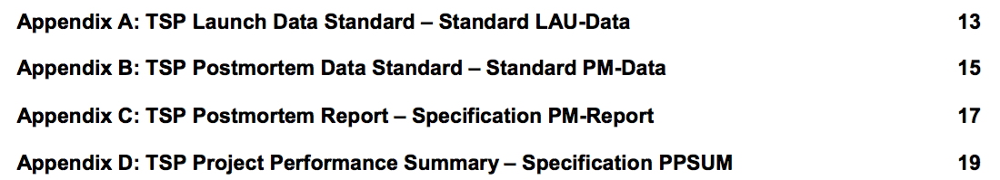 Appendix A: TSP Launch Data Standard – Standard LAU-Data 13
Appendix B: TSP Postmortem Data Standard – Standard PM-Data 15
Appendix C: TSP Postmortem Report – Specification PM-Report 17
Appendix D: TSP Project Performance Summary – Specification PPSUM 19